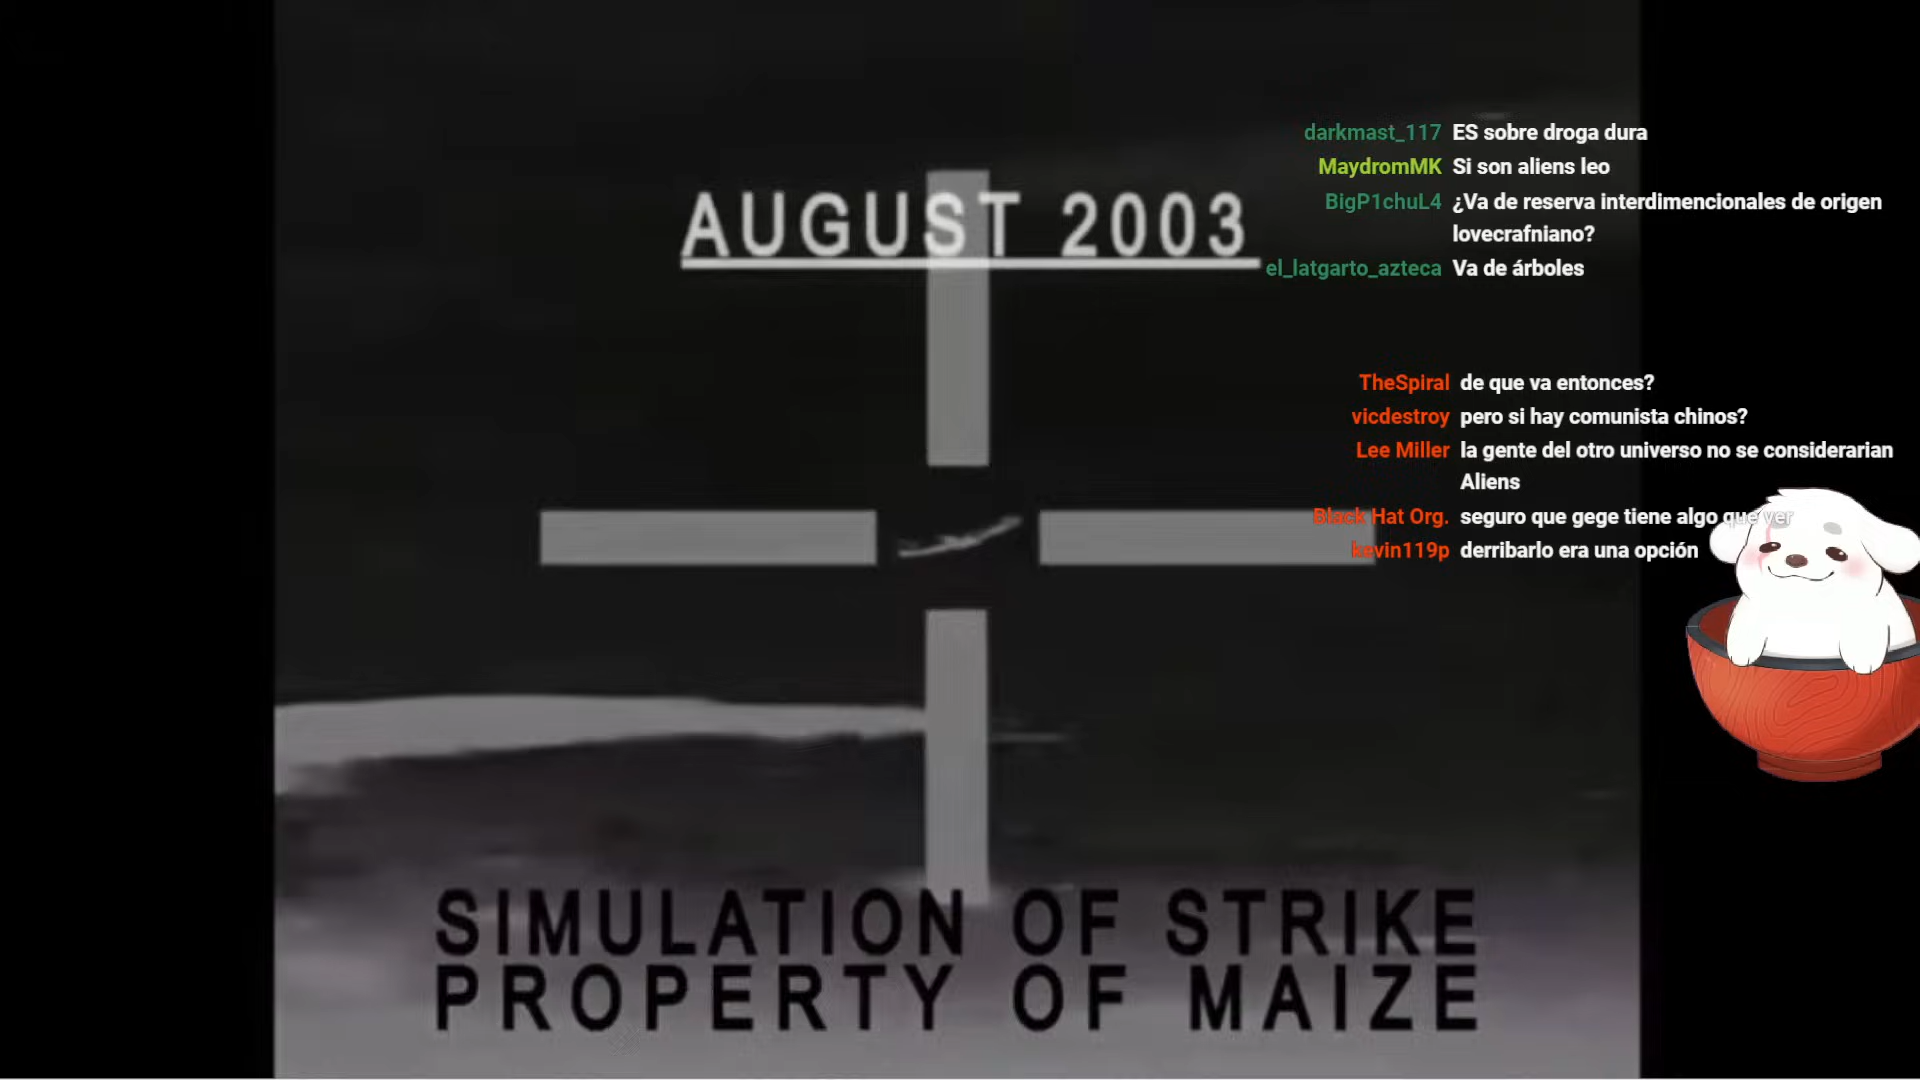 AUGUST 2003
darkmast_117 ES sobre droga dura
MaydromMK Si son aliens leo
BigP1chuL4 ¿Va de reserva interdimencionales de origen
lovecrafniano?
el_latgarto_azteca Va de árboles
TheSpiral de que va entonces?
vicdestroy pero si hay comunista chinos?
Lee Miller la gente del otro universo no se considerarian
Aliens
Black Hat Org. seguro que gege tiene algo que ver
kevin119p derribarlo era una opción
SIMULATION OF STRIKE
PROPERTY OF MAIZE